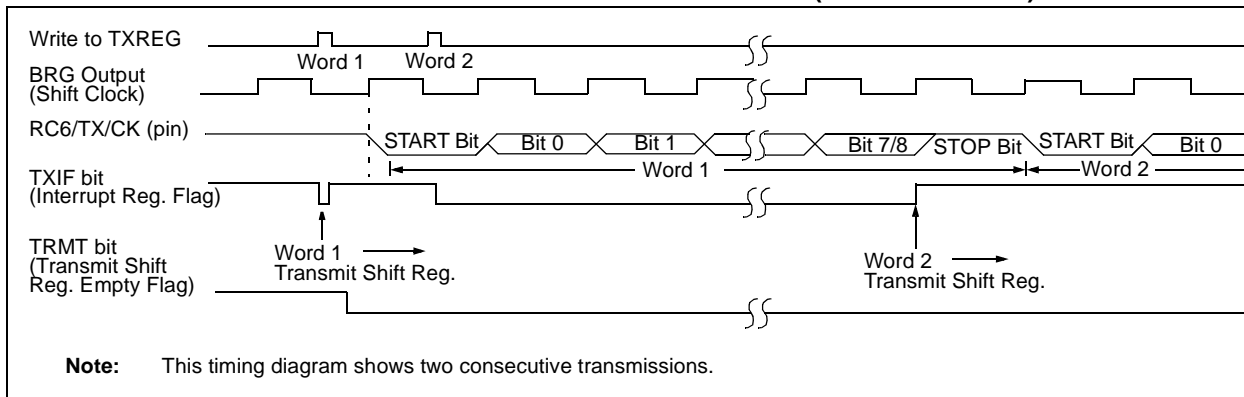 Write to TXREG
Word 1
Word 2
BRG Output
(Shift Clock)
RC6/TX/CK (pin)
START Bit
Bit 0
Bit 1
Bit 7/8
STOP Bit
START Bit
Bit 0
Word 1
Word 2
TXIF bit
(Interrupt Reg. Flag)
Word 1
Transmit Shift Reg.
Word 2
Transmit Shift Reg.
TRMT bit
(Transmit Shift
Reg. Empty Flag)
Note: This timing diagram shows two consecutive transmissions.